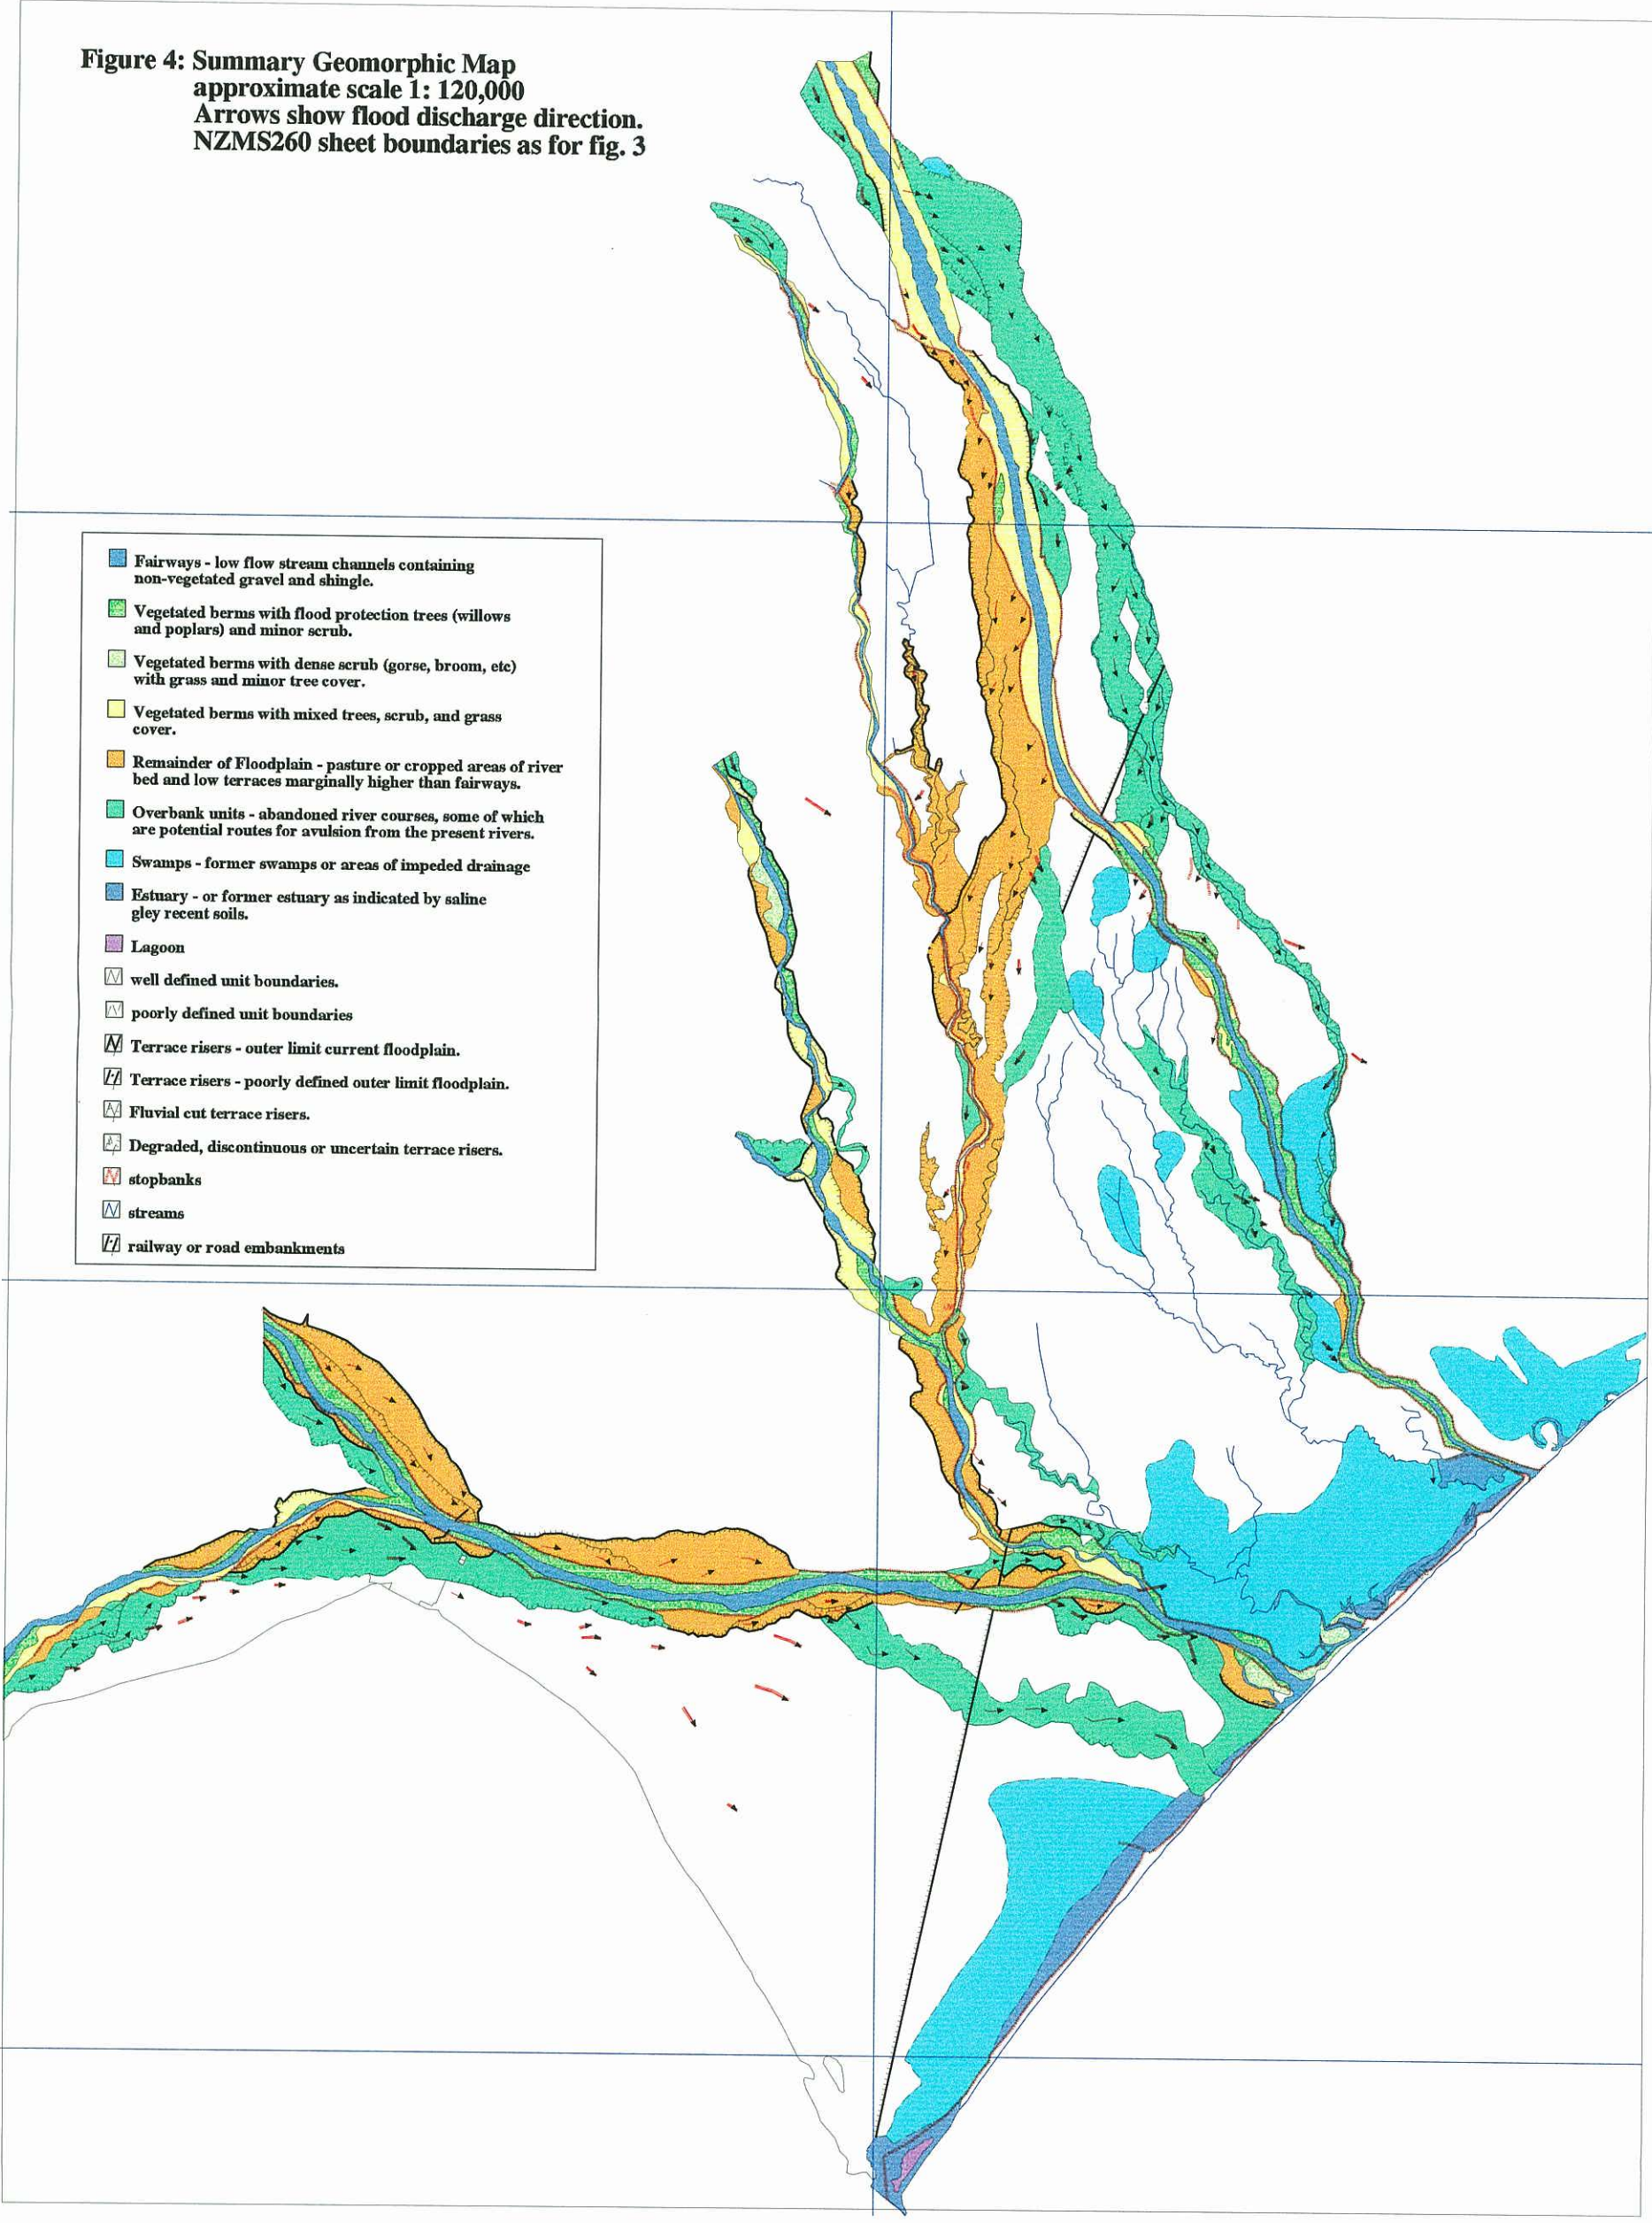 Figure 4: Summary Geomorphic Map
approximate scale 1: 120,000
Arrows show flood discharge direction.
NZMS260 sheet boundaries as for fig. 3
Fairways - low flow stream channels containing
non-vegetated gravel and shingle.
Vegetated berms with flood protection trees (willows
and poplars) and minor scrub.
Vegetated berms with dense scrub (gorse, broom, etc)
with grass and minor tree cover.
Vegetated berms with mixed trees, scrub, and grass
cover.
Remainder of Floodplain - pasture or cropped areas of river
bed and low terraces marginally higher than fairways.
Overbank units - abandoned river courses, some of which
are potential routes for avulsion from the present rivers.
Swamps - former swamps or areas of impeded drainage
Estuary - or former estuary as indicated by saline
gley recent soils.
Lagoon
well defined unit boundaries.
poorly defined unit boundaries
Terrace risers - outer limit current floodplain.
Terrace risers - poorly defined outer limit floodplain.
Fluvial cut terrace risers.
Degraded, discontinuous or uncertain terrace risers.
stopbanks
streams
railway or road embankments